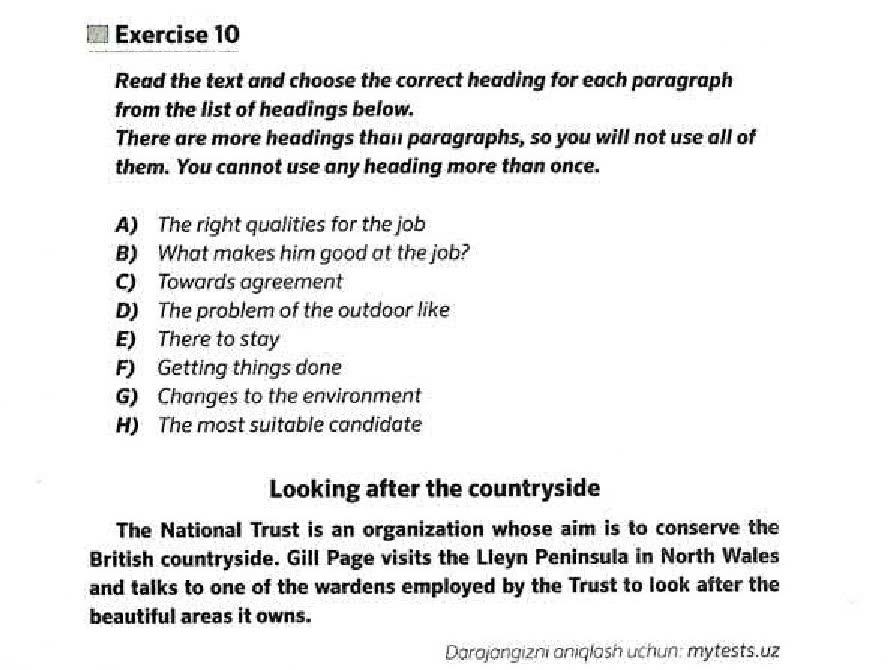 Exercise 10
Read the text and choose the correct heading for each paragraph
from the list of headings below.
There are more headings than paragraphs, so you will not use all of
them. You cannot use any heading more than once.
A) The right qualities for the job
B) What makes him good at the job?
C) Towards agreement
D) The problem of the outdoor like
E) There to stay
F) Getting things done
G) Changes to the environment
H) The most suitable candidate
Looking after the countryside
The National Trust is an organization whose aim is to conserve the
British countryside. Gill Page visits the Lleyn Peninsula in North Wales
and talks to one of the wardens employed by the Trust to look after the
beautiful areas it owns.
Darajangizni aniqlash uchun: mytests.uz